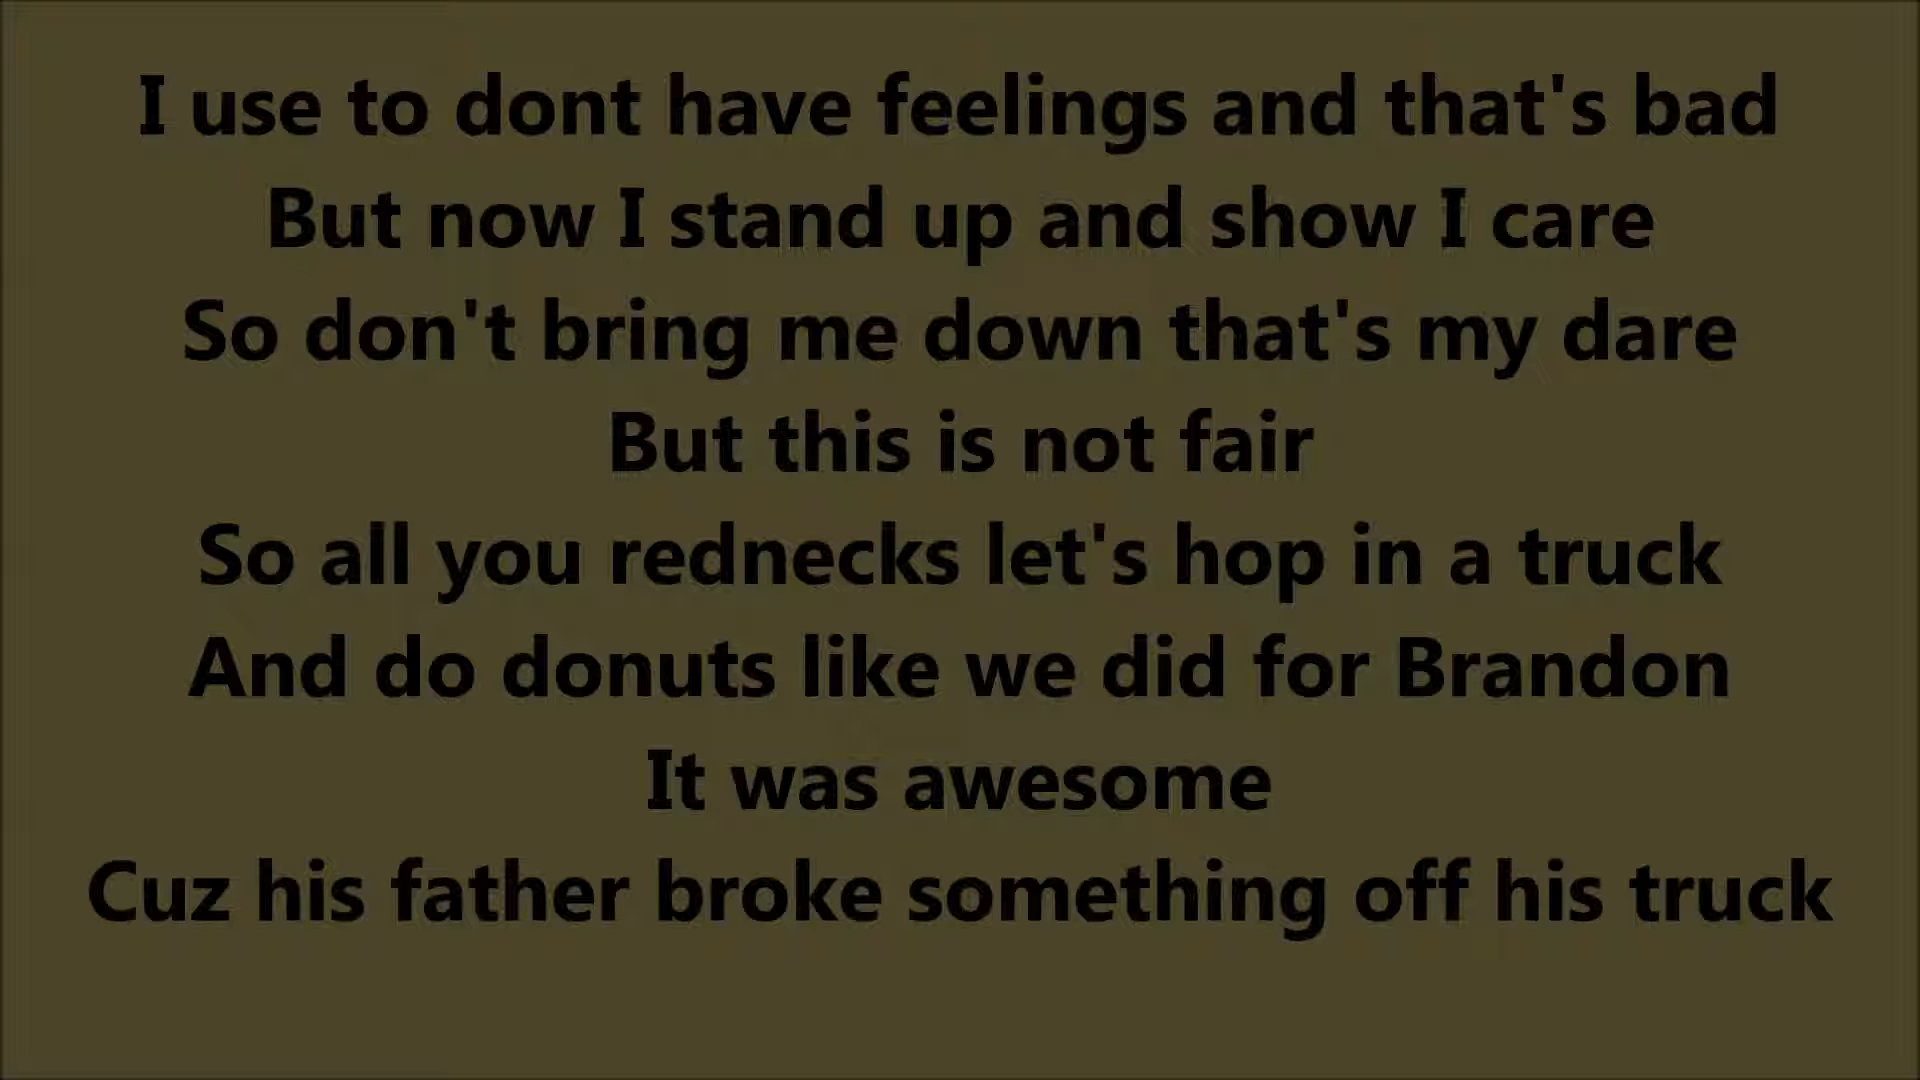 I use to dont have feelings and that's bad
But now I stand up and show I care
So don't bring me down that's my dare
But this is not fair
So all you rednecks let's hop in a truck
And do donuts like we did for Brandon
It was awesome
Cuz his father broke something off his truck